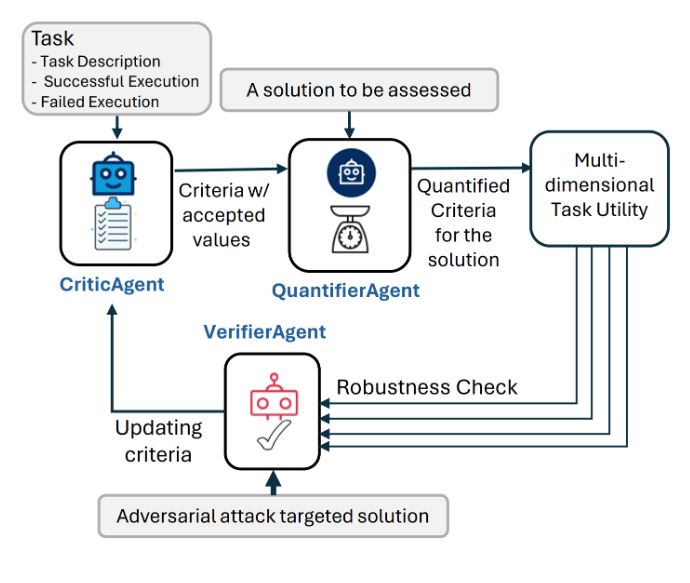 Task
- Task Description
- Successful Execution
- Failed Execution
A solution to be assessed
Criteria w/
accepted
values
Quantified
Criteria
for the
solution
Multi-
dimensional
Task Utility
CriticAgent
QuantifierAgent
VerifierAgent
Robustness Check
Updating
criteria
Adversarial attack targeted solution